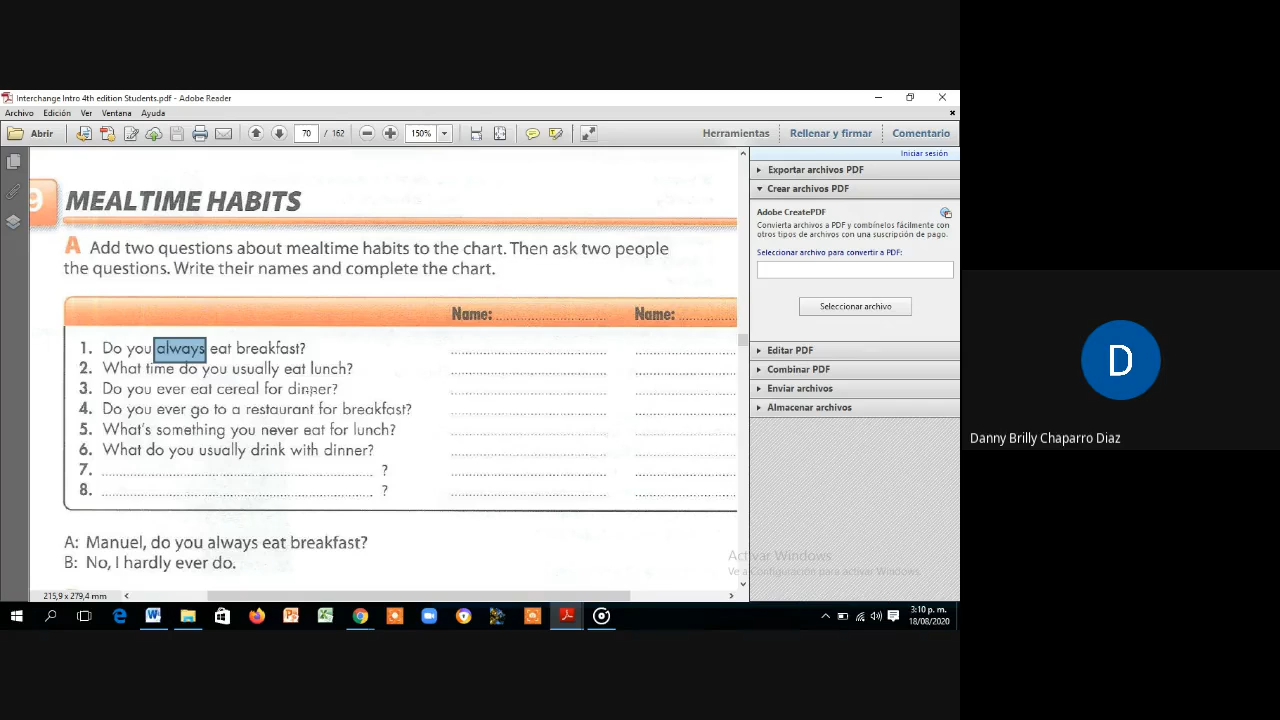 Interchange Intro 4th edition Students.pdf - Adobe Reader
Archivo Edición Ver Ventana Ayuda
Abrir 70 / 162 150% Herramientas Rellenar y firmar Comentario
Iniciar sesión
Exportar archivos PDF
Crear archivos PDF
Adobe CreatePDF
Convierta archivos a PDF y combínelos fácilmente con
otros tipos de archivos con una suscripción de pago.
Seleccionar archivo para convertir a PDF:
Seleccionar archivo
Editar PDF
Combinar PDF
Enviar archivos
Almacenar archivos
9 MEALTIME HABITS
A Add two questions about mealtime habits to the chart. Then ask two people
the questions. Write their names and complete the chart.
Name: Name:
1. Do you always eat breakfast?
2. What time do you usually eat lunch?
3. Do you ever eat cereal for dinner?
4. Do you ever go to a restaurant for breakfast?
5. What's something you never eat for lunch?
6. What do you usually drink with dinner?
7. ?
8. ?
A: Manuel, do you always eat breakfast?
B: No, I hardly ever do.
Activar Windows
Ve a Configuración para activar Windows.
215,9 x 279,4 mm
3:10 p. m.
18/08/2020
D
Danny Brilly Chaparro Diaz